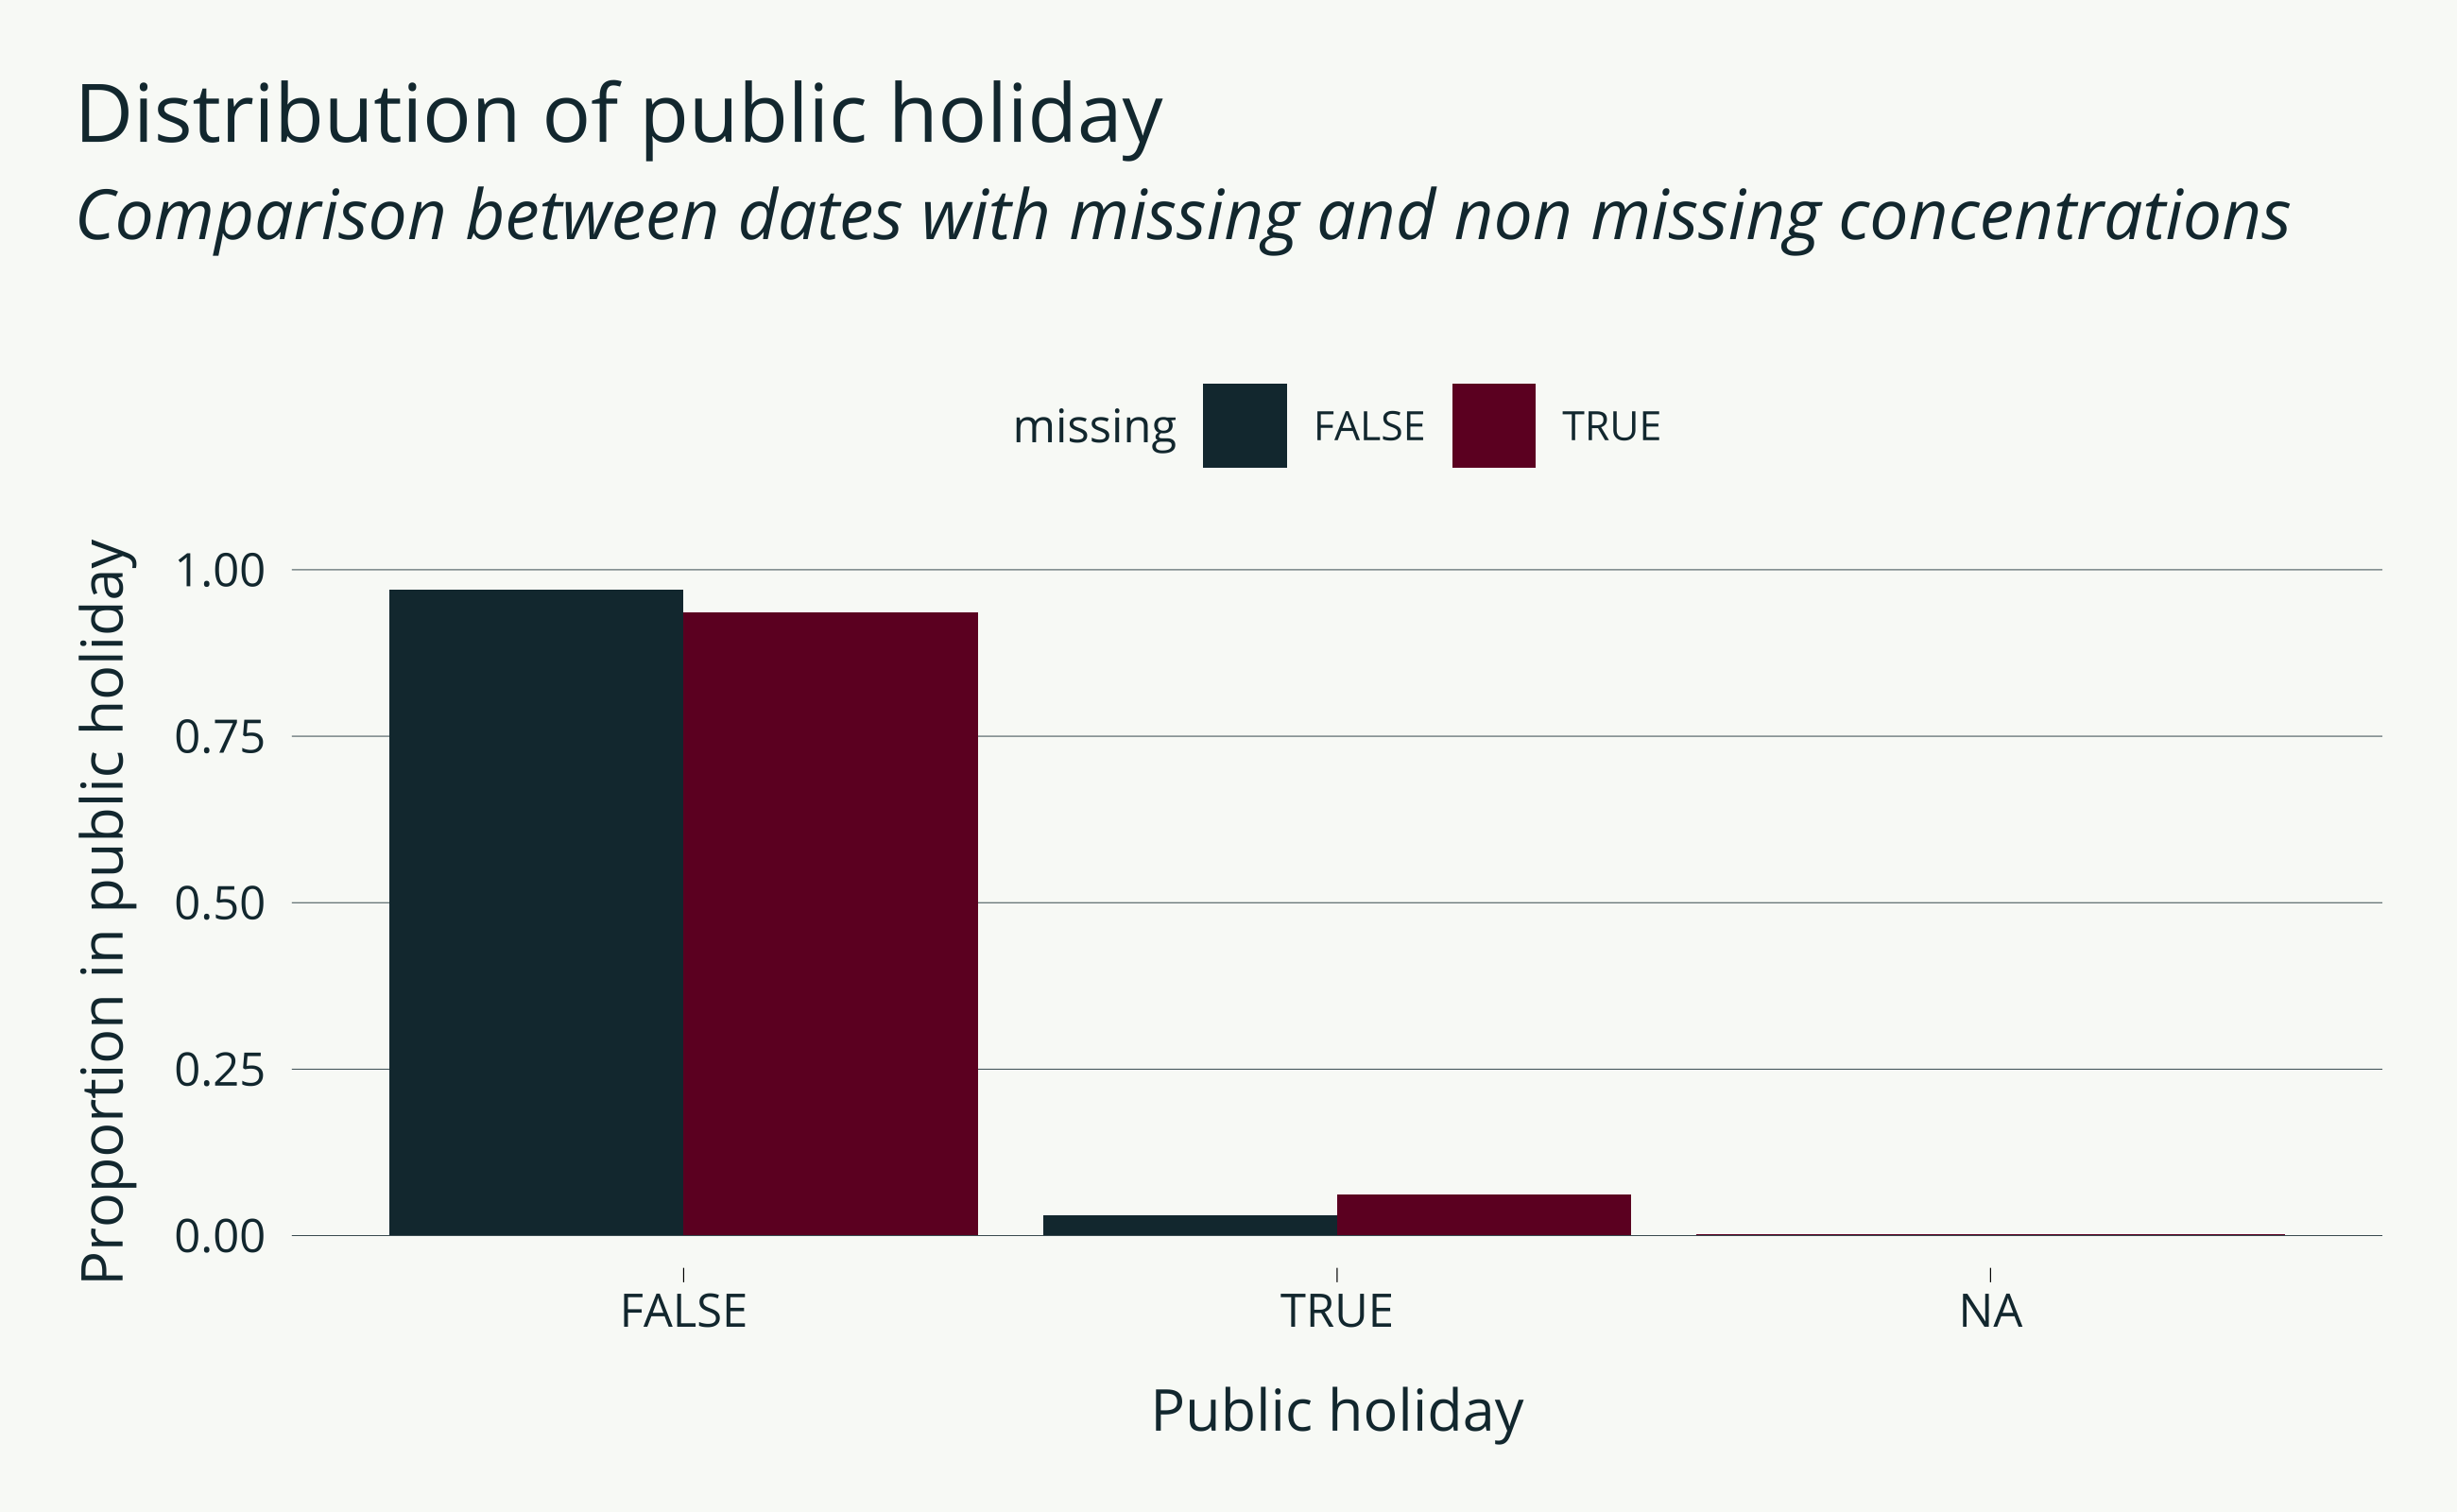 Distribution of public holiday
Comparison between dates with missing and non missing concentrations
missing FALSE TRUE
Proportion in public holiday
1.00
0.75
0.50
0.25
0.00
FALSE TRUE NA
Public holiday